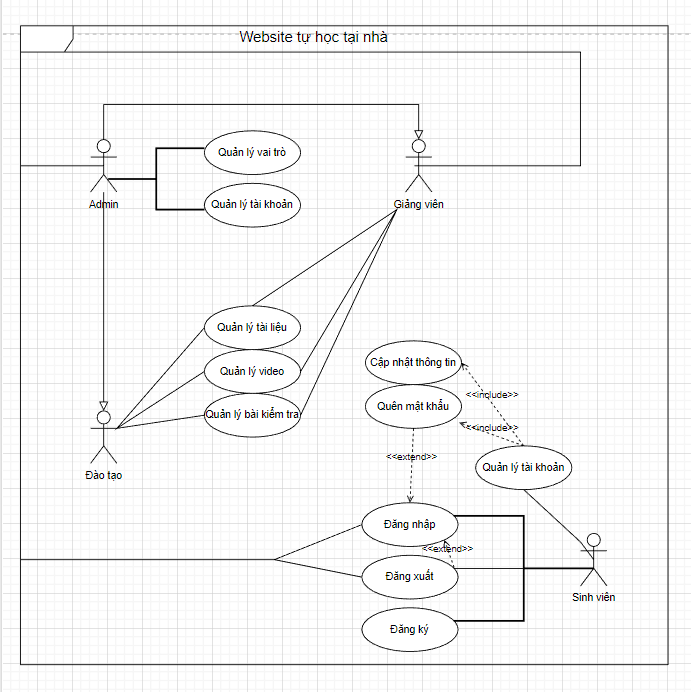 Website tự học tại nhà
Quản lý vai trò
Quản lý tài khoản
Admin
Giảng viên
Quản lý tài liệu
Quản lý video
Quản lý bài kiểm tra
Cập nhật thông tin
<<include>>
Quên mật khẩu
<<include>>
<<extend>>
Quản lý tài khoản
Đào tạo
Đăng nhập
<<extend>>
Đăng xuất
Sinh viên
Đăng ký